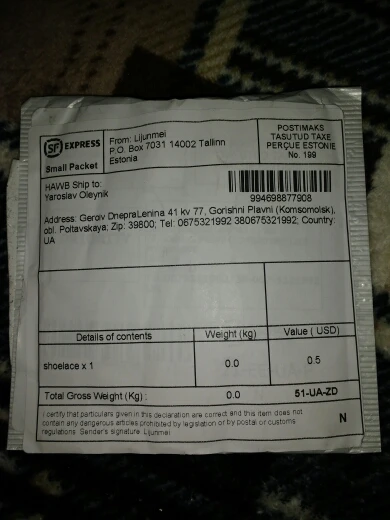 SF EXPRESS
Small Packet
From: Lijunmei
P.O. Box 7031 14002 Tallinn
Estonia
POSTIMAKS
TASUTUD TAXE
PERÇUE ESTONIE
No. 199
HAWB Ship to:
Yaroslav Oleynik
994698877908
Address: Geroiv DnepraLenina 41 kv 77, Gorishni Plavni (Komsomolsk),
obl. Poltavskaya; Zip: 39800; Tel: 0675321992 380675321992; Country:
UA
Details of contents Weight (kg) Value ( USD)
shoelace x 1 0.0 0.5
Total Gross Weight (Kg) : 0.0 51-UA-ZD
I certify that particulars given in this declaration are correct and this item does not
contain any dangerous articles prohibited by legislation or by postal or customs
regulations. Sender's signature: Lijunmei
N